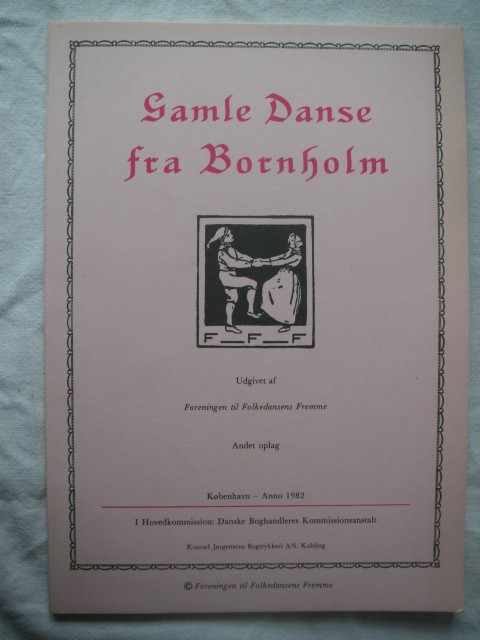 Gamle Danse
fra Bornholm
F_F_F
Udgivet af
Foreningen til Folkedansens Fremme
Andet oplag
København – Anno 1982
I Hovedkommission: Danske Boghandleres Kommissionsanstalt
Konrad Jørgensens Bogtrykkeri A/S, Kolding
© Foreningen til Folkedansens Fremme